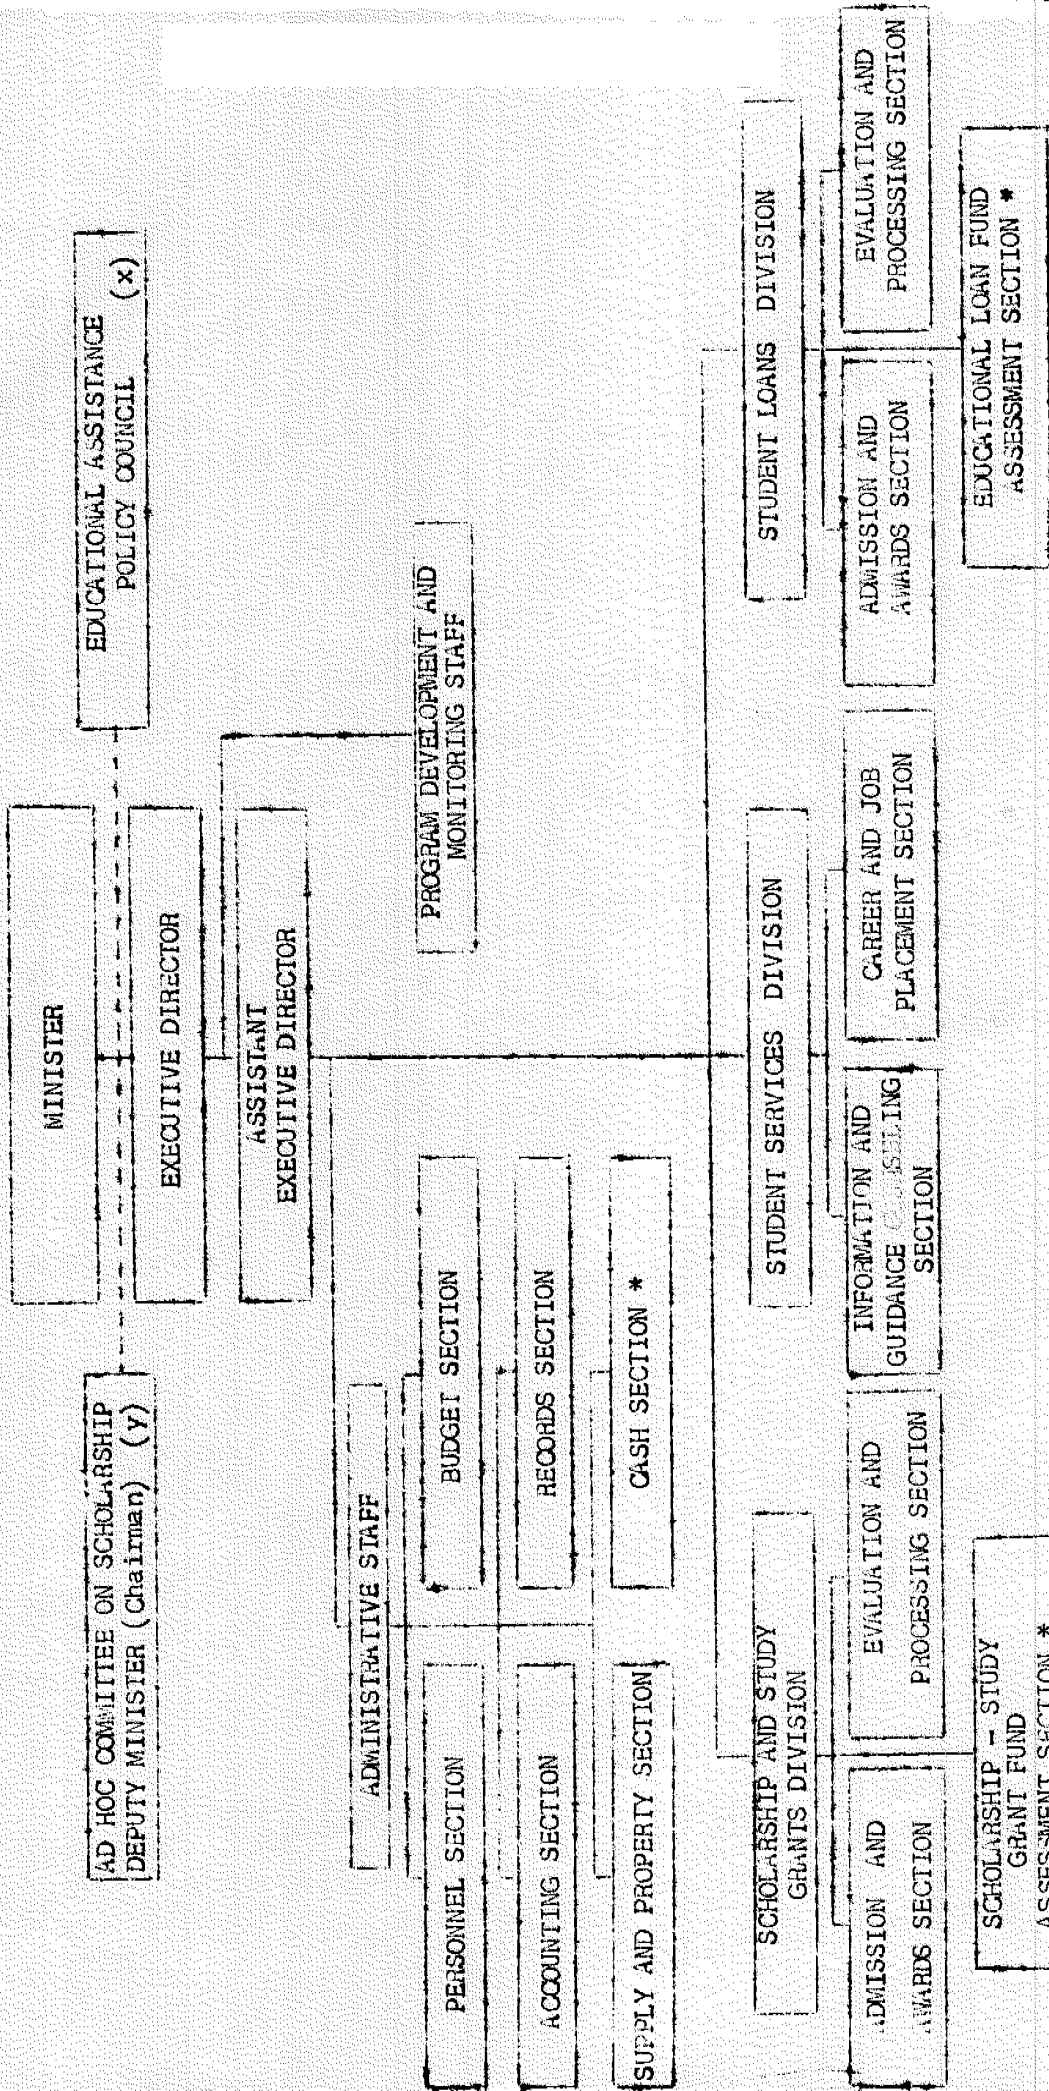 MINISTER
AD HOC COMMITTEE ON SCHOLARSHIP
DEPUTY MINISTER (Chairman) (y)
EDUCATIONAL ASSISTANCE
POLICY COUNCIL (x)
EXECUTIVE DIRECTOR
ASSISTANT
EXECUTIVE DIRECTOR
ADMINISTRATIVE STAFF
PROGRAM DEVELOPMENT AND
MONITORING STAFF
PERSONNEL SECTION
BUDGET SECTION
ACCOUNTING SECTION
RECORDS SECTION
SUPPLY AND PROPERTY SECTION
CASH SECTION *
SCHOLARSHIP AND STUDY
GRANTS DIVISION
STUDENT SERVICES DIVISION
STUDENT LOANS DIVISION
ADMISSION AND
AWARDS SECTION
EVALUATION AND
PROCESSING SECTION
INFORMATION AND
GUIDANCE COUNSELING
SECTION
CAREER AND JOB
PLACEMENT SECTION
ADMISSION AND
AWARDS SECTION
EVALUATION AND
PROCESSING SECTION
SCHOLARSHIP - STUDY
GRANT FUND
ASSESSMENT SECTION *
EDUCATIONAL LOAN FUND
ASSESSMENT SECTION *